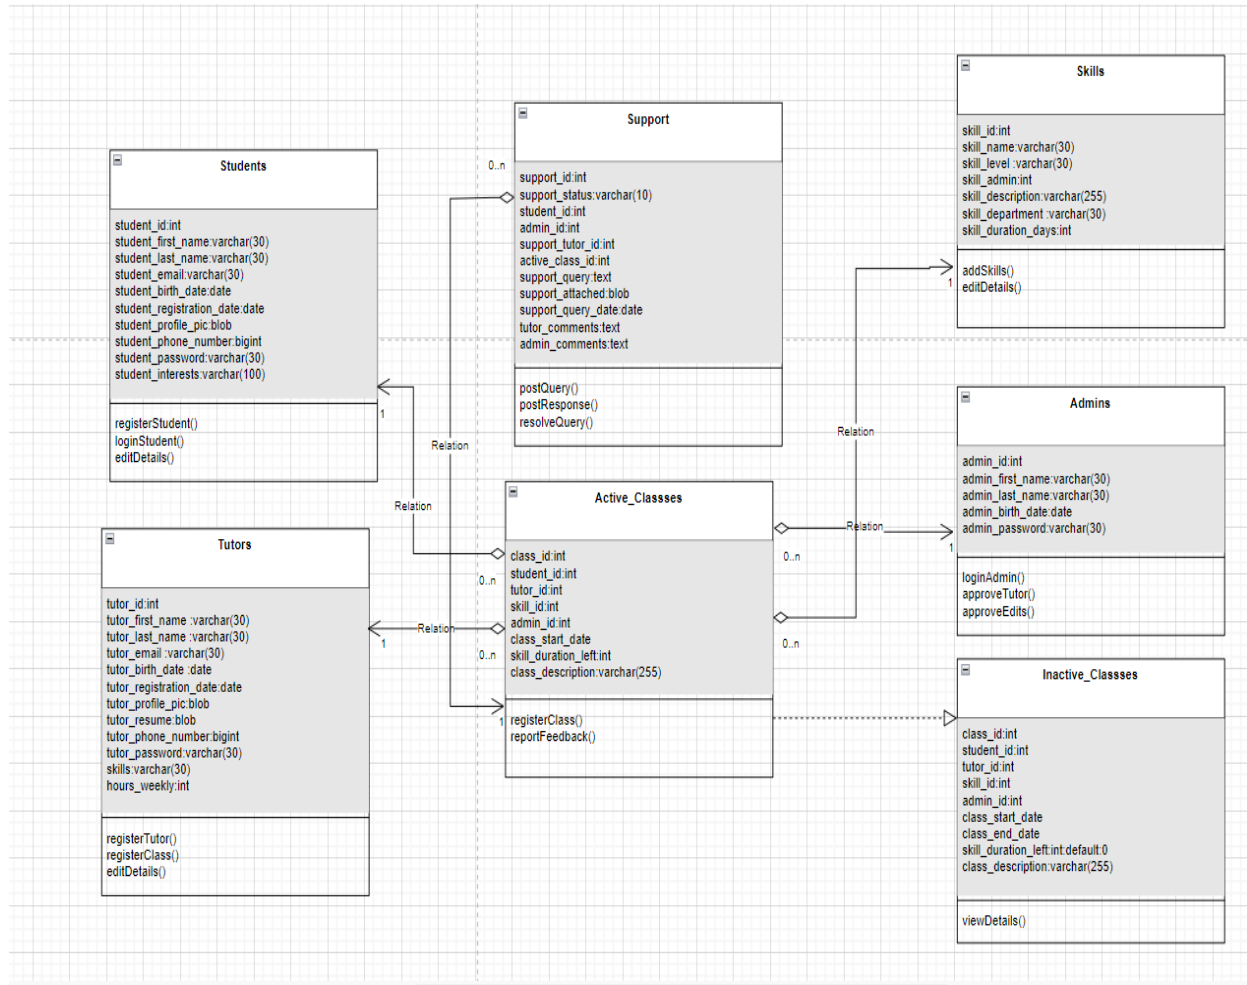 Students
student_id:int
student_first_name:varchar(30)
student_last_name:varchar(30)
student_email:varchar(30)
student_birth_date:date
student_registration_date:date
student_profile_pic:blob
student_phone_number:bigint
student_password:varchar(30)
student_interests:varchar(100)
registerStudent()
loginStudent()
editDetails()
1
Tutors
tutor_id:int
tutor_first_name :varchar(30)
tutor_last_name :varchar(30)
tutor_email :varchar(30)
tutor_birth_date :date
tutor_registration_date:date
tutor_profile_pic:blob
tutor_resume:blob
tutor_phone_number:bigint
tutor_password:varchar(30)
skills:varchar(30)
hours_weekly:int
registerTutor()
registerClass()
editDetails()
1
Relation
Relation
Relation
0..n
Support
support_id:int
support_status:varchar(10)
student_id:int
admin_id:int
support_tutor_id:int
active_class_id:int
support_query:text
support_attached:blob
support_query_date:date
tutor_comments:text
admin_comments:text
postQuery()
postResponse()
resolveQuery()
0..n
0..n
1
Active_Classses
class_id:int
student_id:int
tutor_id:int
skill_id:int
admin_id:int
class_start_date
skill_duration_left:int
class_description:varchar(255)
registerClass()
reportFeedback()
0..n
0..n
Relation
Relation
1
1
Skills
skill_id:int
skill_name:varchar(30)
skill_level :varchar(30)
skill_admin:int
skill_description:varchar(255)
skill_department :varchar(30)
skill_duration_days:int
addSkills()
editDetails()
Admins
admin_id:int
admin_first_name:varchar(30)
admin_last_name:varchar(30)
admin_birth_date:date
admin_password:varchar(30)
loginAdmin()
approveTutor()
approveEdits()
Inactive_Classses
class_id:int
student_id:int
tutor_id:int
skill_id:int
admin_id:int
class_start_date
class_end_date
skill_duration_left:int:default:0
class_description:varchar(255)
viewDetails()